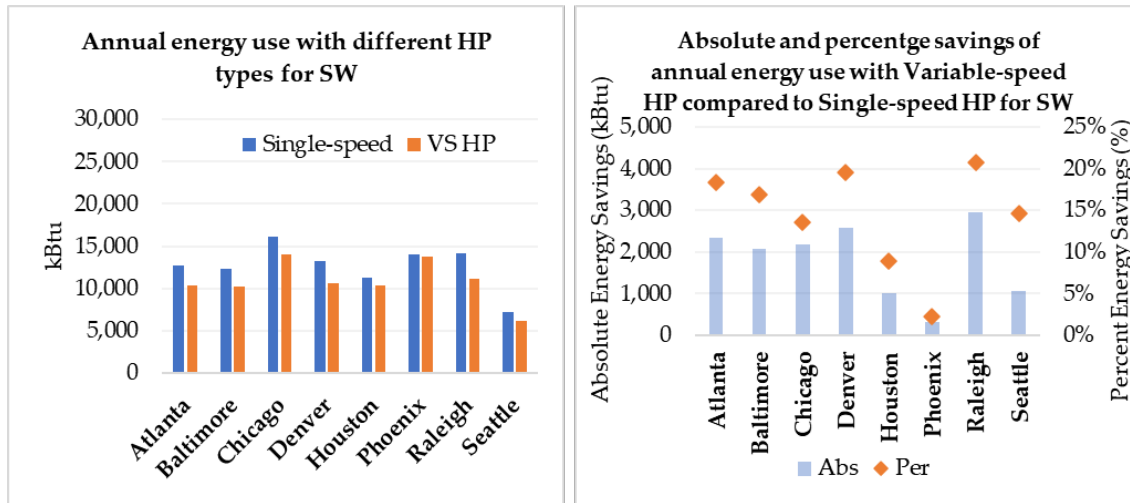 Annual energy use with different HP
types for SW
30,000
25,000
20,000
15,000
10,000
5,000
0
kBtu
Single-speed
VS HP
Atlanta
Baltimore
Chicago
Denver
Houston
Phoenix
Raleigh
Seattle
Absolute and percentge savings of
annual energy use with Variable-speed
HP compared to Single-speed HP for SW
Absolute Energy Savings (kBtu)
5,000
4,000
3,000
2,000
1,000
0
25%
20%
15%
10%
5%
0%
Percent Energy Savings (%)
Atlanta
Baltimore
Chicago
Denver
Houston
Phoenix
Raleigh
Seattle
Abs
Per